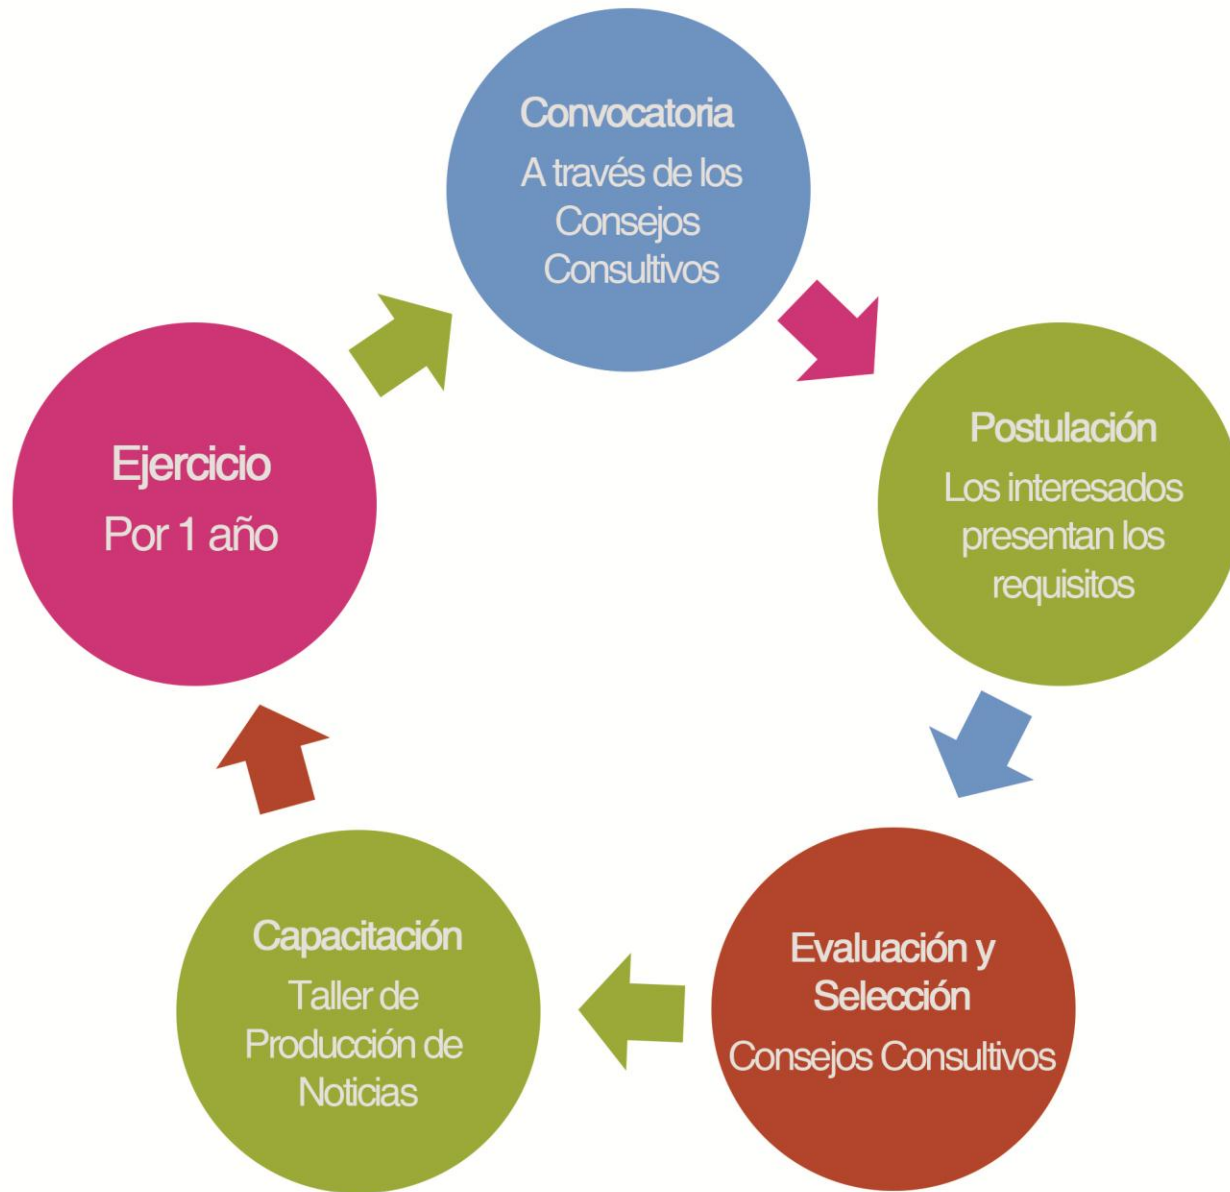 Convocatoria
A través de los
Consejos
Consultivos
Postulación
Los interesados
presentan los
requisitos
Evaluación y
Selección
Consejos Consultivos
Capacitación
Taller de
Producción de
Noticias
Ejercicio
Por 1 año